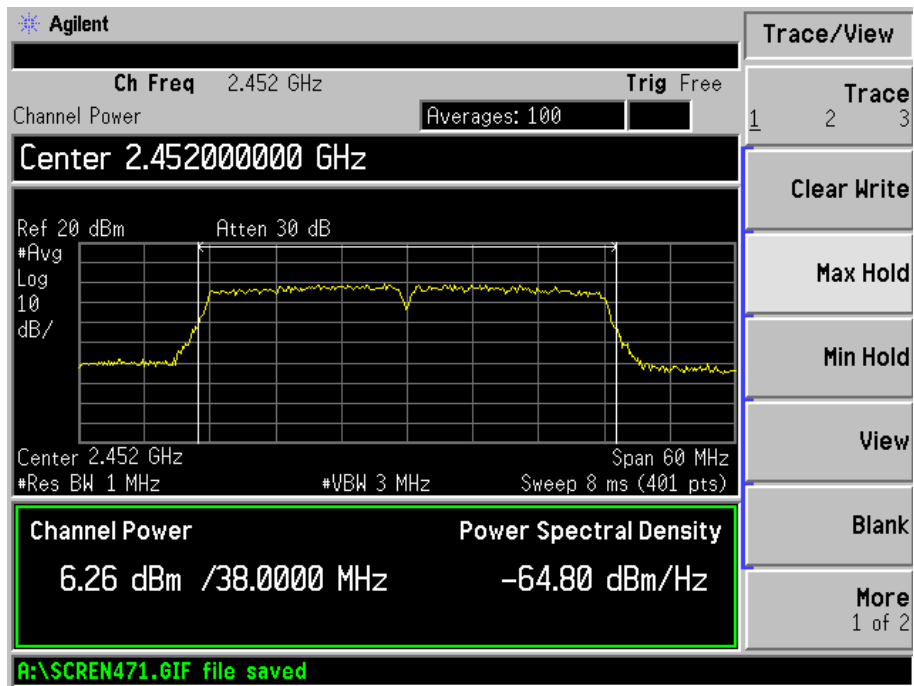 Agilent
Trace/View
Ch Freq 2.452 GHz Trig Free
Channel Power Averages: 100
Center 2.452000000 GHz
Ref 20 dBm Atten 30 dB
#Avg
Log
10
dB/
Center 2.452 GHz Span 60 MHz
#Res BW 1 MHz #VBW 3 MHz Sweep 8 ms (401 pts)
Channel Power Power Spectral Density
6.26 dBm /38.0000 MHz -64.80 dBm/Hz
A:\SCREN471.GIF file saved
Trace
1 2 3
Clear Write
Max Hold
Min Hold
View
Blank
More
1 of 2